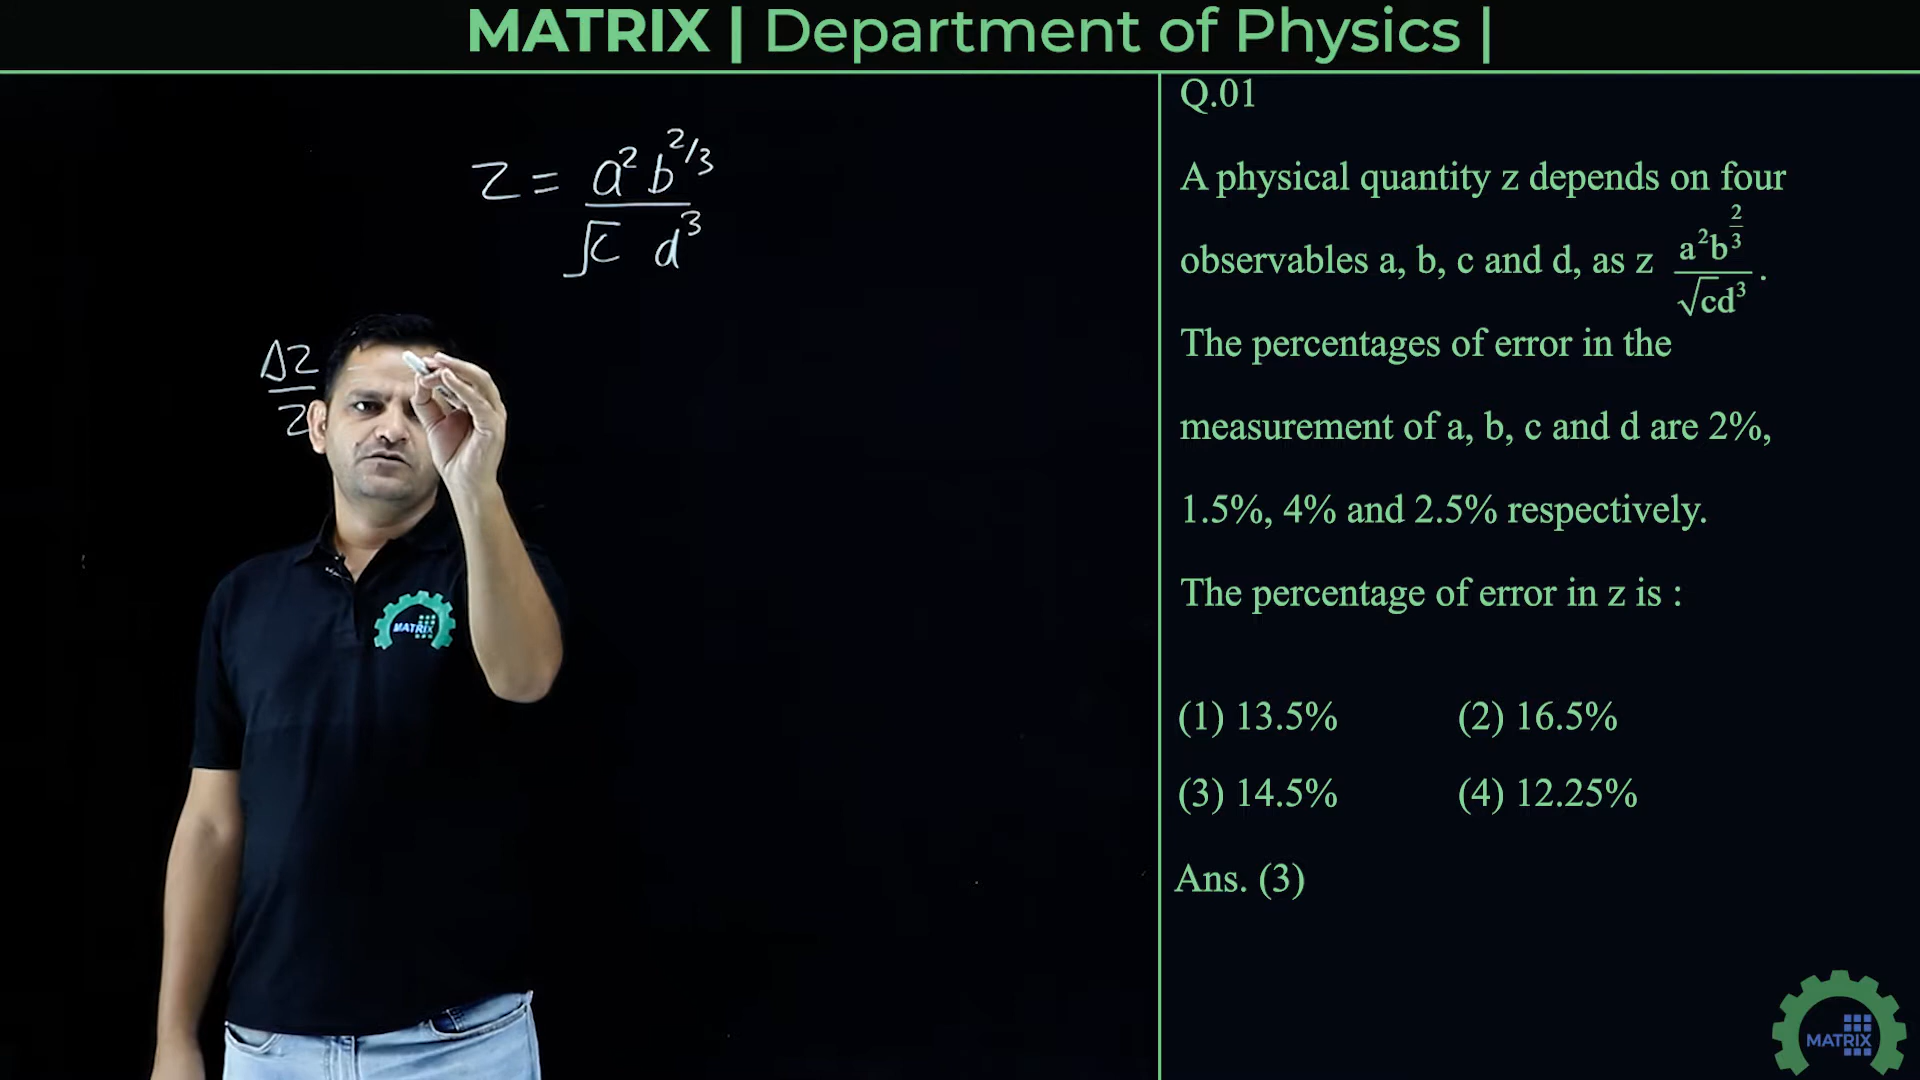 MATRIX | Department of Physics |
z = a² b^2/3
√c d³
Δz
z
MATRIX
Q.01
A physical quantity z depends on four
observables a, b, c and d, as z a²b^2/3
√cd³ .
The percentages of error in the
measurement of a, b, c and d are 2%,
1.5%, 4% and 2.5% respectively.
The percentage of error in z is :
(1) 13.5% (2) 16.5%
(3) 14.5% (4) 12.25%
Ans. (3)
MATRIX